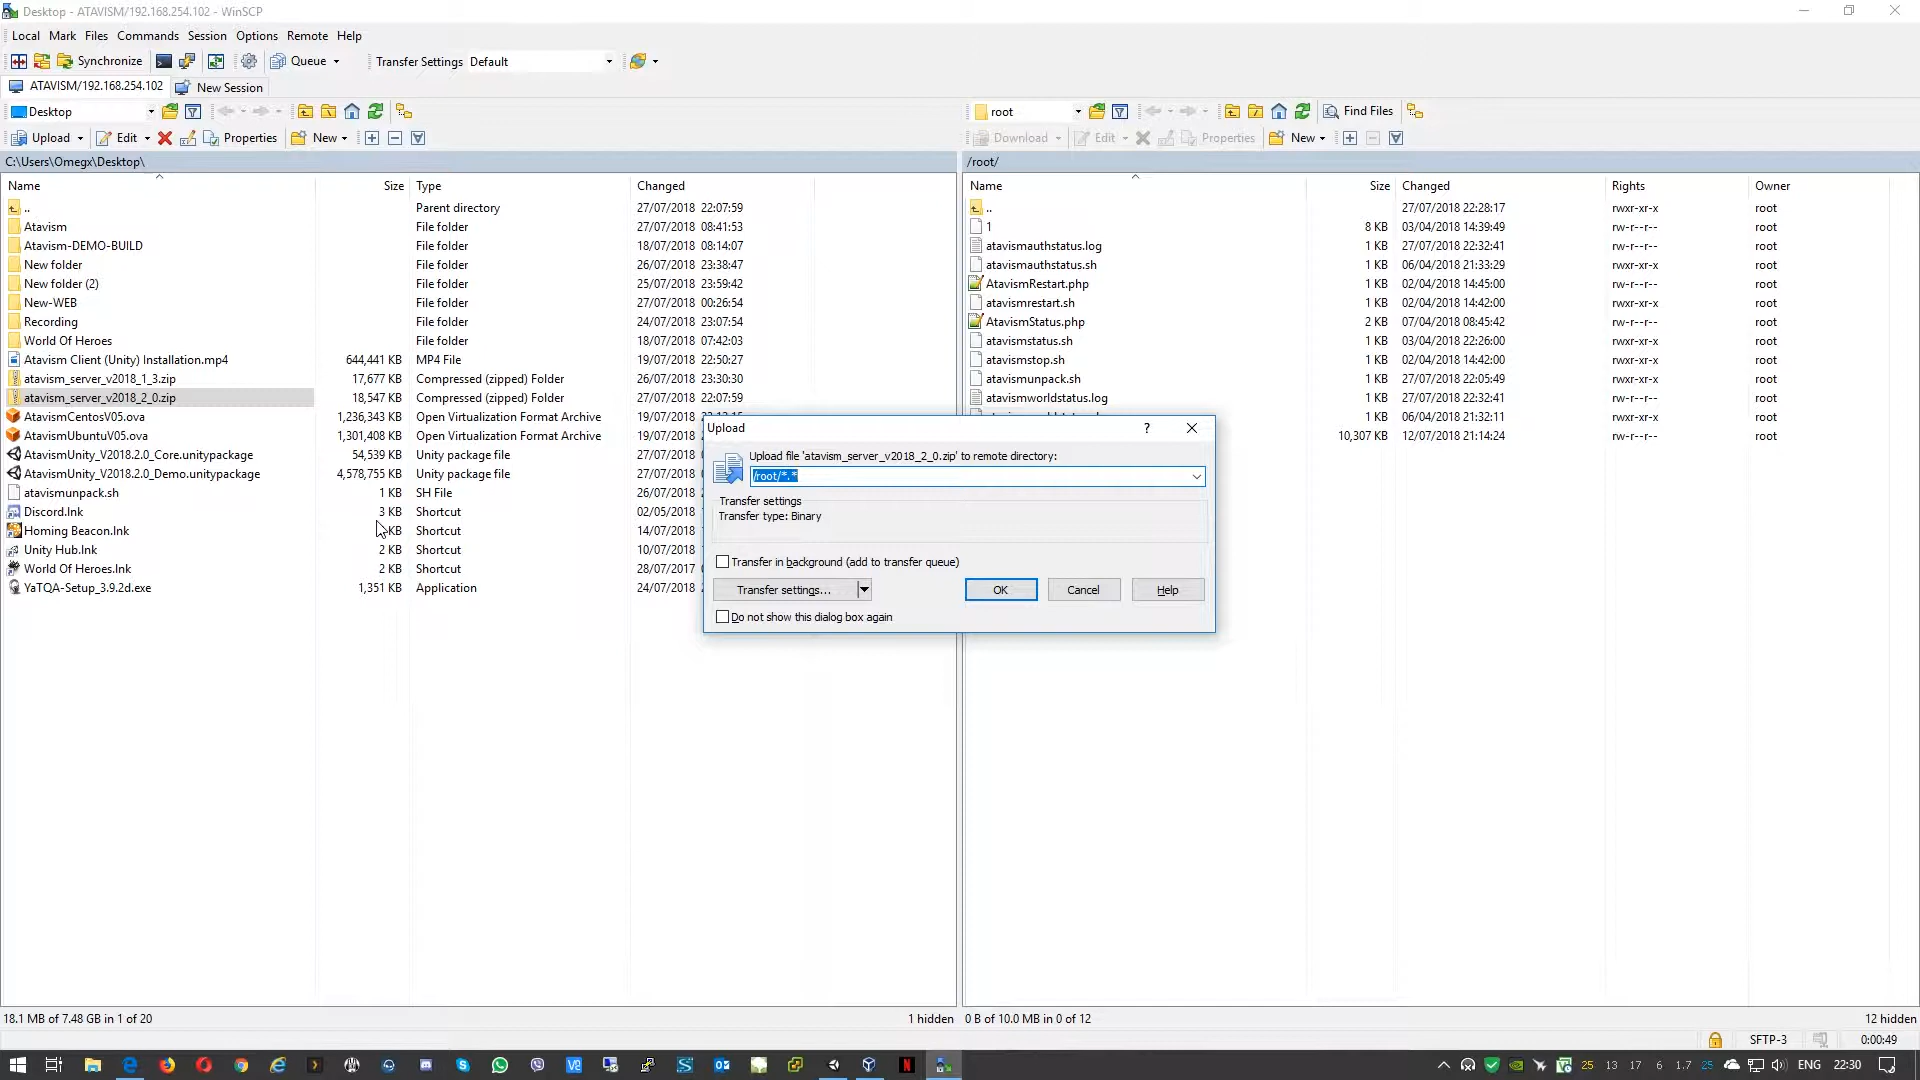 Desktop - ATAVISM/192.168.254.102 - WinSCP
Local Mark Files Commands Session Options Remote Help
Synchronize Queue Transfer Settings Default
ATAVISM/192.168.254.102 New Session
Desktop root Find Files
Upload Edit Properties New Download Edit Properties New
C:\Users\Omegx\Desktop\ /root/
Name Size Type Changed Name Size Changed Rights Owner
.. Parent directory 27/07/2018 22:07:59 .. 27/07/2018 22:28:17 rwxr-xr-x root
Atavism File folder 27/07/2018 08:41:53 1 8 KB 03/04/2018 14:39:49 rw-r--r-- root
Atavism-DEMO-BUILD File folder 18/07/2018 08:14:07 atavismauthstatus.log 1 KB 27/07/2018 22:32:41 rw-r--r-- root
New folder File folder 26/07/2018 23:38:47 atavismauthstatus.sh 1 KB 06/04/2018 21:33:29 rwxr-xr-x root
New folder (2) File folder 25/07/2018 23:59:42 AtavismRestart.php 1 KB 02/04/2018 14:45:00 rw-r--r-- root
New-WEB File folder 27/07/2018 00:26:54 atavismrestart.sh 1 KB 02/04/2018 14:42:00 rwxr-xr-x root
Recording File folder 24/07/2018 23:07:54 AtavismStatus.php 2 KB 07/04/2018 08:45:42 rw-r--r-- root
World Of Heroes File folder 18/07/2018 07:42:03 atavismstatus.sh 1 KB 03/04/2018 22:26:00 rwxr-xr-x root
Atavism Client (Unity) Installation.mp4 644,441 KB MP4 File 19/07/2018 22:50:27 atavismstop.sh 1 KB 02/04/2018 14:42:00 rwxr-xr-x root
atavism_server_v2018_1_3.zip 17,677 KB Compressed (zipped) Folder 26/07/2018 23:30:30 atavismunpack.sh 1 KB 27/07/2018 22:05:49 rwxr-xr-x root
atavism_server_v2018_2_0.zip 18,547 KB Compressed (zipped) Folder 27/07/2018 22:07:59 atavismworldstatus.log 1 KB 27/07/2018 22:32:41 rw-r--r-- root
AtavismCentosV05.ova 1,236,343 KB Open Virtualization Format Archive 19/07/2018 1 KB 06/04/2018 21:32:11 rwxr-xr-x root
AtavismUbuntuV05.ova 1,301,408 KB Open Virtualization Format Archive 19/07/2018 10,307 KB 12/07/2018 21:14:24 rw-r--r-- root
AtavismUnity_V2018.2.0_Core.unitypackage 54,539 KB Unity package file 27/07/2018
AtavismUnity_V2018.2.0_Demo.unitypackage 4,578,755 KB Unity package file 27/07/2018
atavismunpack.sh 1 KB SH File 26/07/2018
Discord.lnk 3 KB Shortcut 02/05/2018
Homing Beacon.lnk KB Shortcut 14/07/2018
Unity Hub.lnk 2 KB Shortcut 10/07/2018
World Of Heroes.lnk 2 KB Shortcut 28/07/2017
YaTQA-Setup_3.9.2d.exe 1,351 KB Application 24/07/2018
Upload ?
Upload file 'atavism_server_v2018_2_0.zip' to remote directory:
/root/*.*
Transfer settings
Transfer type: Binary
Transfer in background (add to transfer queue)
Transfer settings... OK Cancel Help
Do not show this dialog box again
18.1 MB of 7.48 GB in 1 of 20 1 hidden 0 B of 10.0 MB in 0 of 12 12 hidden
SFTP-3 0:00:49
25 13 17 6 1.7 25 ENG 22:30